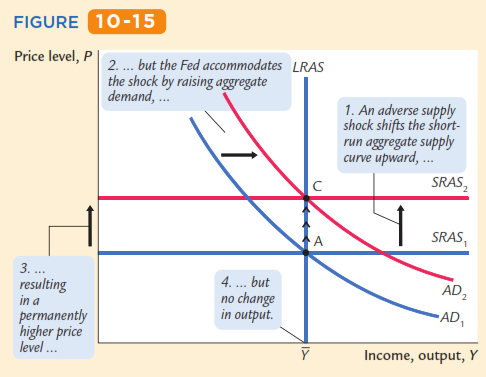 FIGURE 10-15
Price level, P
2. ... but the Fed accommodates
the shock by raising aggregate
demand, ...
LRAS
1. An adverse supply
shock shifts the short-
run aggregate supply
curve upward, ...
C
SRAS2
A
SRAS1
3. ...
resulting
in a
permanently
higher price
level ...
4. ... but
no change
in output.
AD2
AD1
Y̅
Income, output, Y